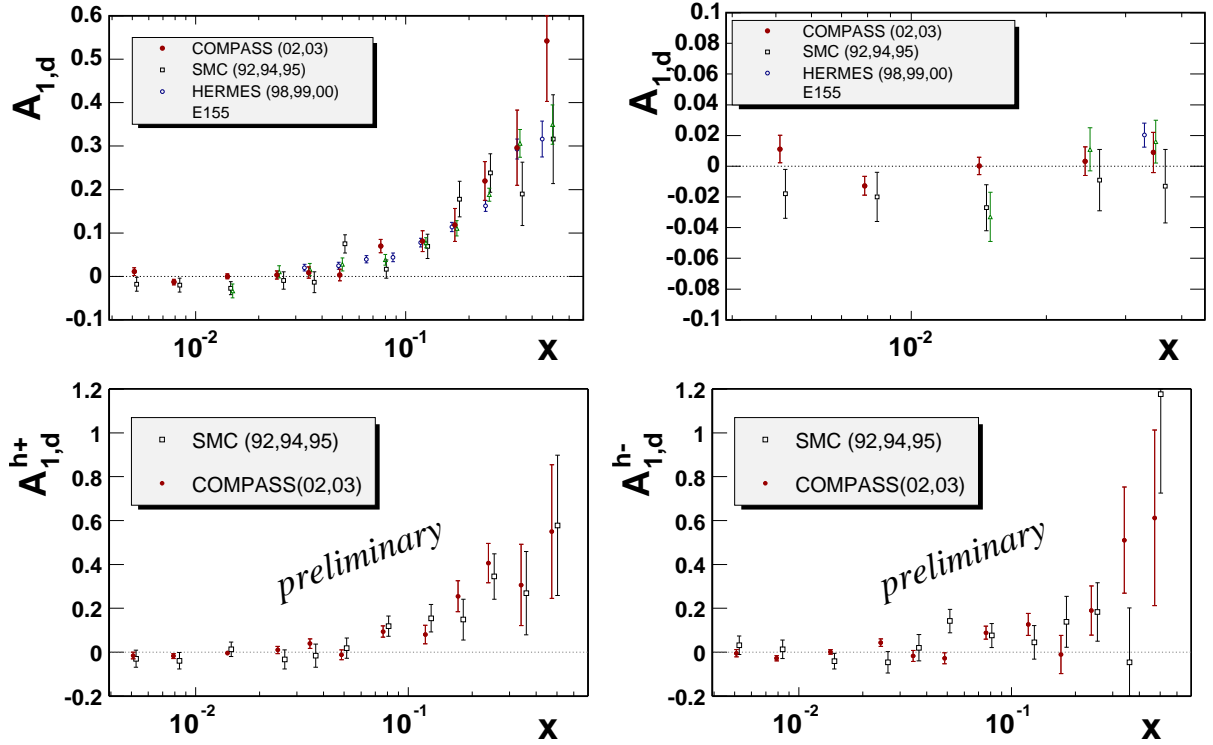 0.6
0.5
0.4
0.3
0.2
0.1
0
-0.1
A1,d
COMPASS (02,03)
SMC (92,94,95)
HERMES (98,99,00)
E155
10-2
10-1
x
0.1
0.08
0.06
0.04
0.02
0
-0.02
-0.04
-0.06
-0.08
-0.1
A1,d
COMPASS (02,03)
SMC (92,94,95)
HERMES (98,99,00)
E155
10-2
x
1.2
1
0.8
0.6
0.4
0.2
0
-0.2
Ah+1,d
SMC (92,94,95)
COMPASS(02,03)
preliminary
10-2
10-1
x
1.2
1
0.8
0.6
0.4
0.2
0
-0.2
Ah-1,d
SMC (92,94,95)
COMPASS(02,03)
preliminary
10-2
10-1
x